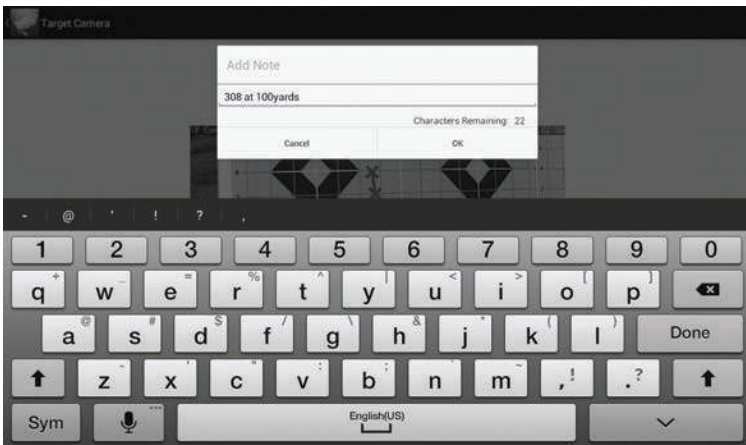 Target Camera
Add Note
308 at 100yards
Characters Remaining: 22
Cancel OK
- @ ' ! ? ,
1 2 3 4 5 6 7 8 9 0
+ _ = % ^ | < > [ ]
q w e r t y u i o p
@ # $ / \ & * ( )
a s d f g h j k l Done
- ' " : ; ` ~ ! ?
z x c v b n m , .
Sym ... English(US)